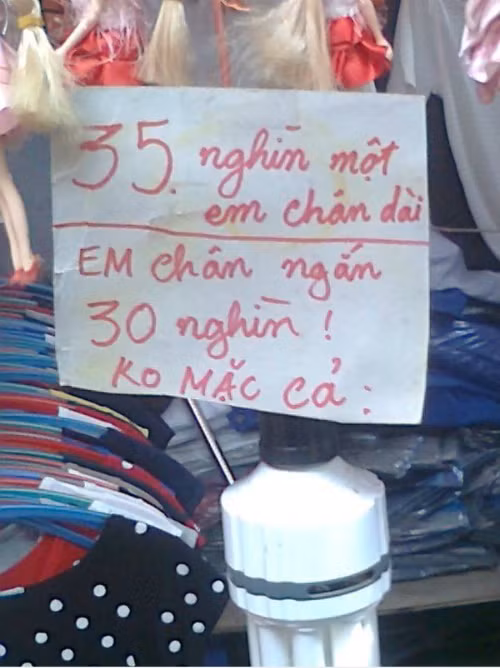 35. nghìn một
em chân dài
EM chân ngắn
30 nghìn !
KO MẶC cả :